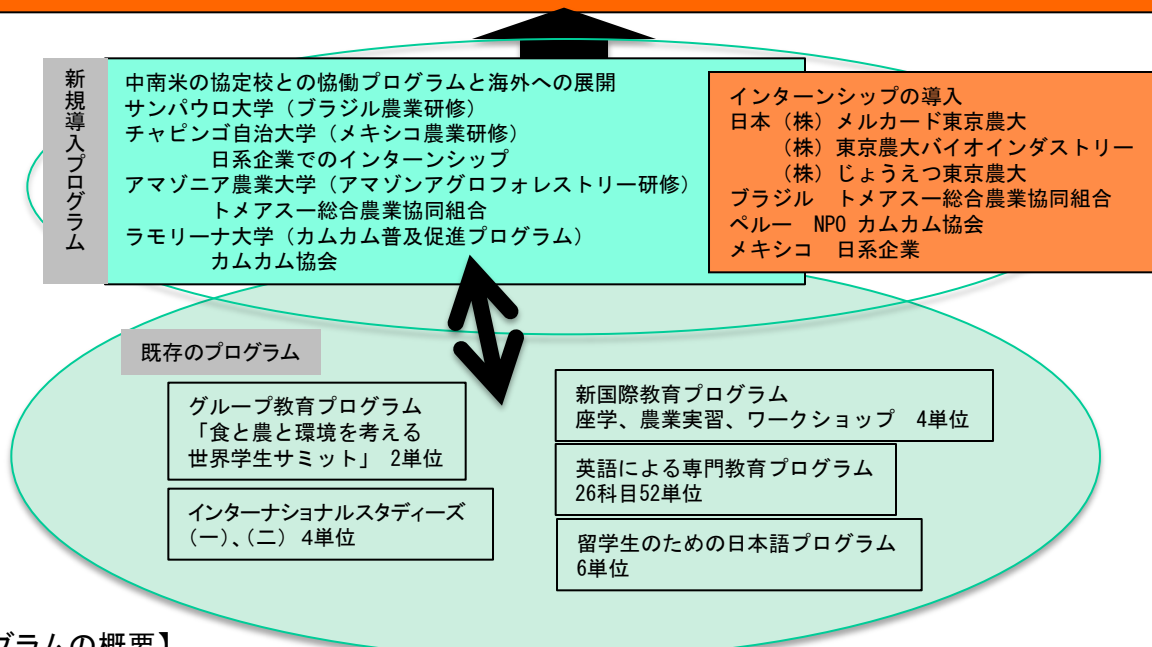 新規導入プログラム
中南米の協定校との恊働プログラムと海外への展開
サンパウロ大学（ブラジル農業研修）
チャピンゴ自治大学（メキシコ農業研修）
日系企業でのインターンシップ
アマゾニア農業大学（アマゾンアグロフォレストリー研修）
トメアスー総合農業協同組合
ラモリーナ大学（カムカム普及促進プログラム）
カムカム協会
インターンシップの導入
日本（株）メルカード東京農大
（株）東京農大バイオインダストリー
（株）じょうえつ東京農大
ブラジル　トメアスー総合農業協同組合
ペルー　NPO カムカム協会
メキシコ　日系企業
既存のプログラム
グループ教育プログラム
「食と農と環境を考える
世界学生サミット」 2単位
インターナショナルスタディーズ
(一)、(二) 4単位
新国際教育プログラム
座学、農業実習、ワークショップ　4単位
英語による専門教育プログラム
26科目52単位
留学生のための日本語プログラム
6単位
グラムの概要】